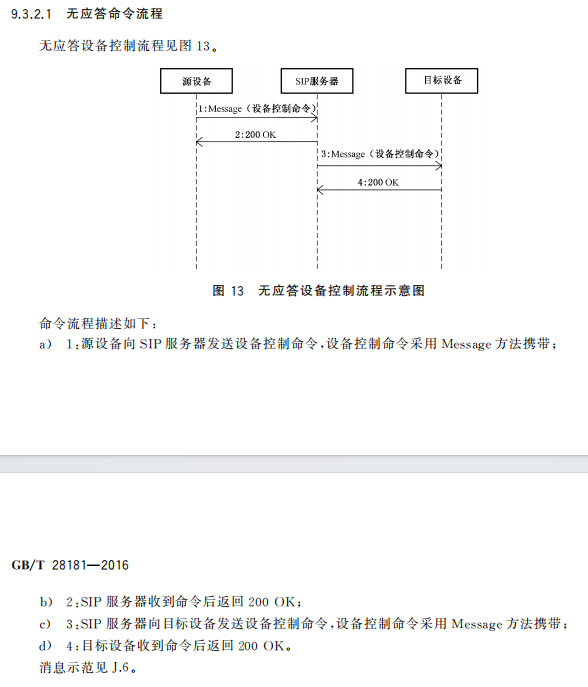 9.3.2.1 无应答命令流程
无应答设备控制流程见图 13。
源设备 SIP服务器 目标设备
1:Message（设备控制命令）
2:200 OK
3:Message（设备控制命令）
4:200 OK
图 13 无应答设备控制流程示意图
命令流程描述如下：
a） 1:源设备向 SIP 服务器发送设备控制命令,设备控制命令采用 Message 方法携带；
GB/T 28181—2016
b） 2:SIP 服务器收到命令后返回 200 OK；
c） 3:SIP 服务器向目标设备发送设备控制命令,设备控制命令采用 Message 方法携带；
d） 4:目标设备收到命令后返回 200 OK。
消息示范见 J.6。